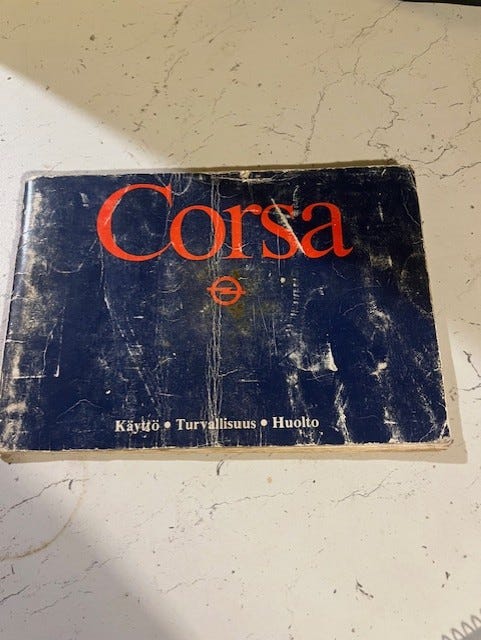 Corsa
Käyttö • Turvallisuus • Huolto